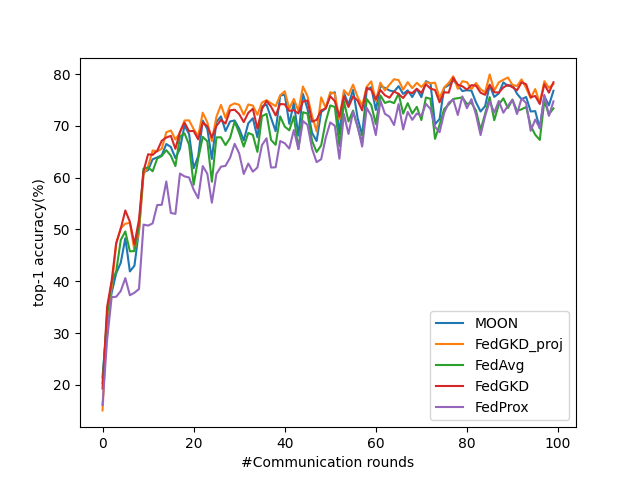 top-1 accuracy(%)
80
70
60
50
40
30
20
0 20 40 60 80 100
#Communication rounds
MOON
FedGKD_proj
FedAvg
FedGKD
FedProx